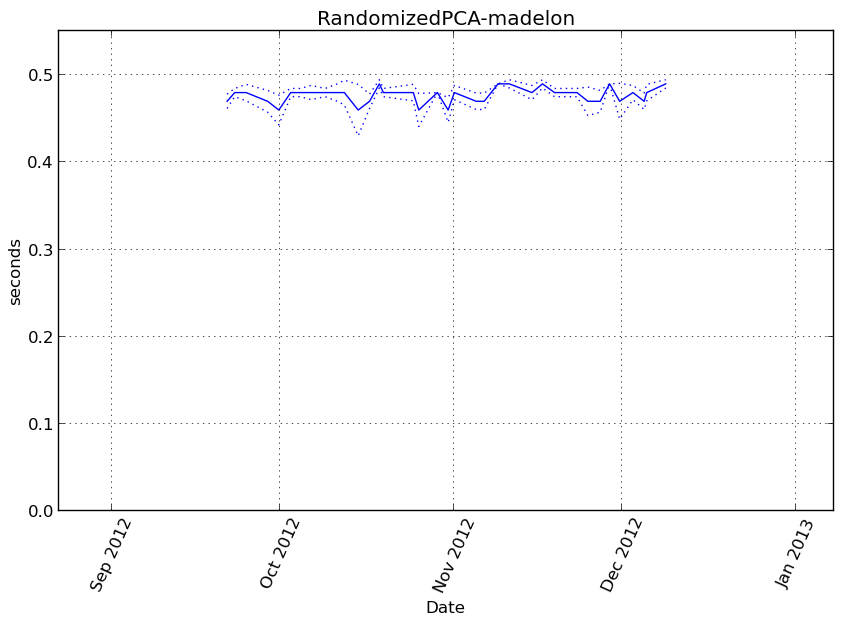 RandomizedPCA-madelon
0.5
0.4
0.3
0.2
0.1
0.0
seconds
Sep 2012
Oct 2012
Nov 2012
Dec 2012
Jan 2013
Date